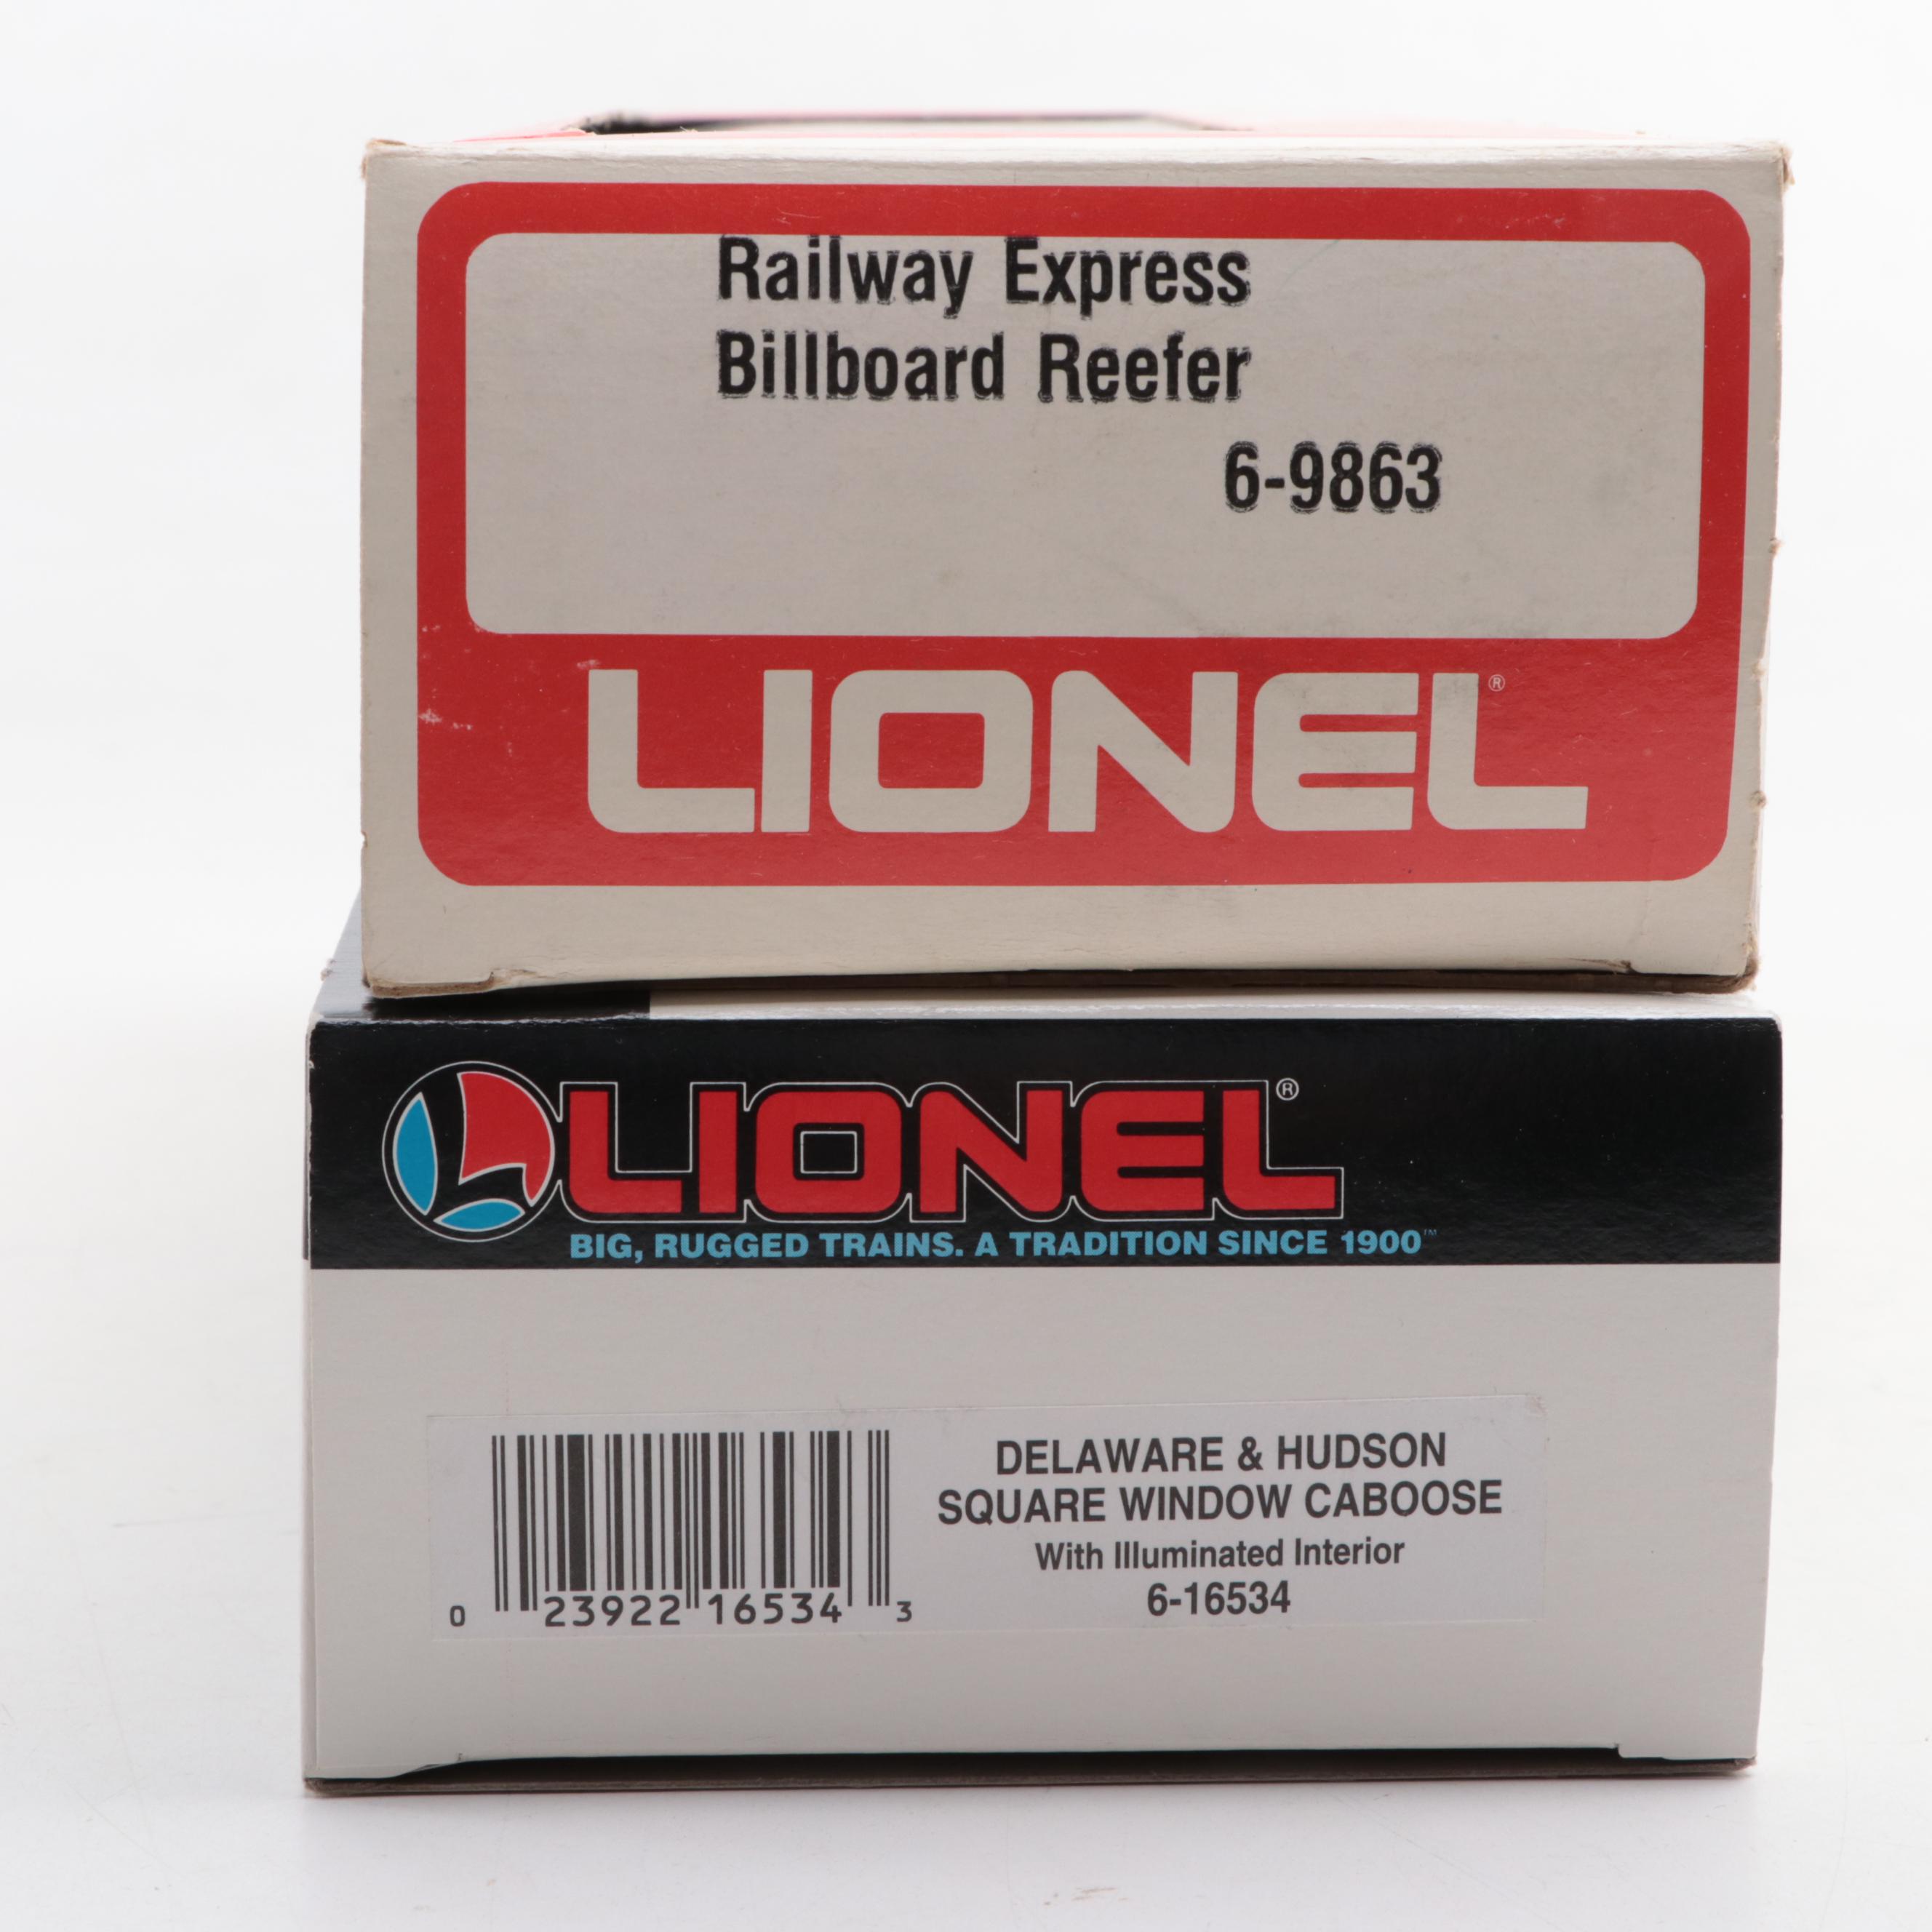 Railway Express
Billboard Reefer
6-9863
LIONEL®
LIONEL®
BIG, RUGGED TRAINS. A TRADITION SINCE 1900™
DELAWARE & HUDSON
SQUARE WINDOW CABOOSE
With Illuminated Interior
6-16534
0 23922 16534 3